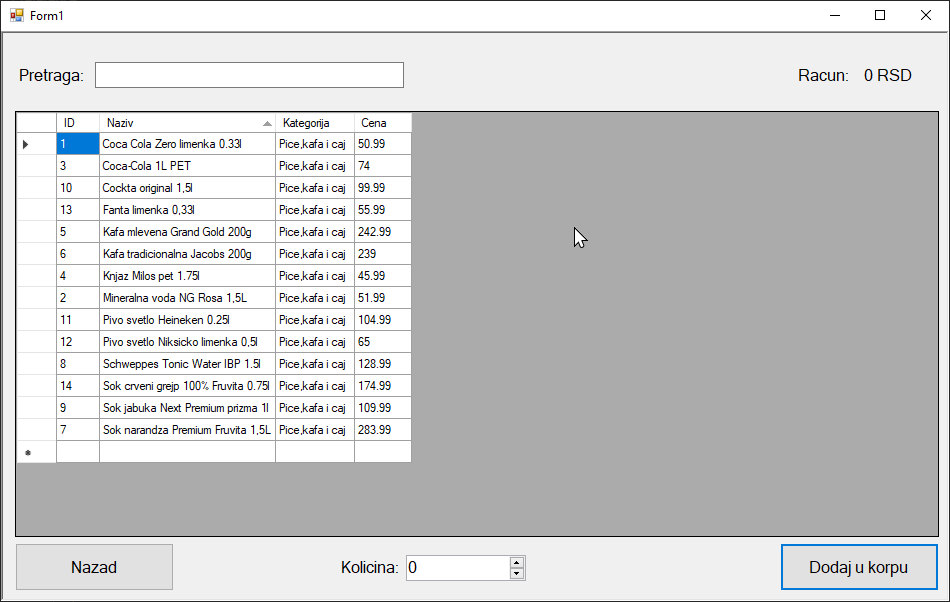 Form1
Pretraga: Racun: 0 RSD
ID Naziv Kategorija Cena
1 Coca Cola Zero limenka 0.33l Pice,kafa i caj 50.99
3 Coca-Cola 1L PET Pice,kafa i caj 74
10 Cockta original 1,5l Pice,kafa i caj 99.99
13 Fanta limenka 0,33l Pice,kafa i caj 55.99
5 Kafa mlevena Grand Gold 200g Pice,kafa i caj 242.99
6 Kafa tradicionalna Jacobs 200g Pice,kafa i caj 239
4 Knjaz Milos pet 1.75l Pice,kafa i caj 45.99
2 Mineralna voda NG Rosa 1,5L Pice,kafa i caj 51.99
11 Pivo svetlo Heineken 0.25l Pice,kafa i caj 104.99
12 Pivo svetlo Niksicko limenka 0,5l Pice,kafa i caj 65
8 Schweppes Tonic Water IBP 1.5l Pice,kafa i caj 128.99
14 Sok crveni grejp 100% Fruvita 0.75l Pice,kafa i caj 174.99
9 Sok jabuka Next Premium prizma 1l Pice,kafa i caj 109.99
7 Sok narandza Premium Fruvita 1,5L Pice,kafa i caj 283.99
Nazad Kolicina: 0 Dodaj u korpu